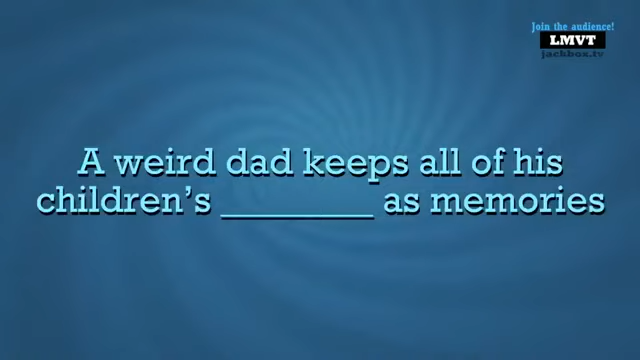 Join the audience!
LMVT
jackbox.tv
A weird dad keeps all of his
children's ________ as memories